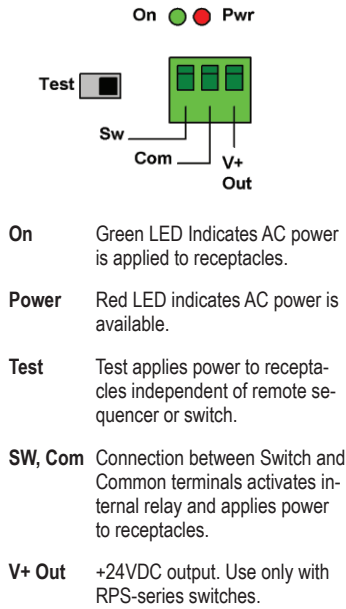 On Pwr
Test
Sw
Com
V+
Out
On Green LED Indicates AC power
is applied to receptacles.
Power Red LED indicates AC power is
available.
Test Test applies power to recepta-
cles independent of remote se-
quencer or switch.
SW, Com Connection between Switch and
Common terminals activates in-
ternal relay and applies power
to receptacles.
V+ Out +24VDC output. Use only with
RPS-series switches.